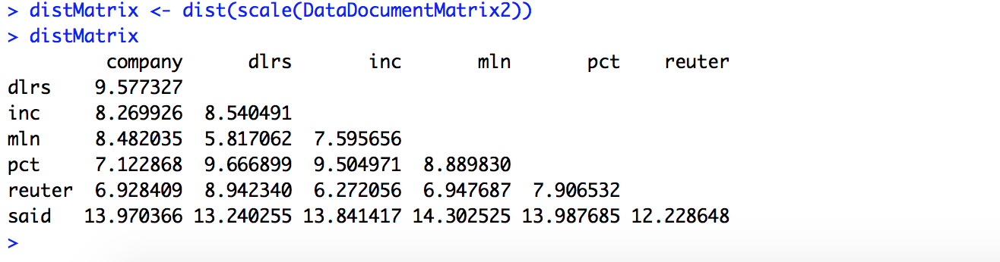 > distMatrix <- dist(scale(DataDocumentMatrix2))
> distMatrix
company dlrs inc mln pct reuter
dlrs 9.577327
inc 8.269926 8.540491
mln 8.482035 5.817062 7.595656
pct 7.122868 9.666899 9.504971 8.889830
reuter 6.928409 8.942340 6.272056 6.947687 7.906532
said 13.970366 13.240255 13.841417 14.302525 13.987685 12.228648
>